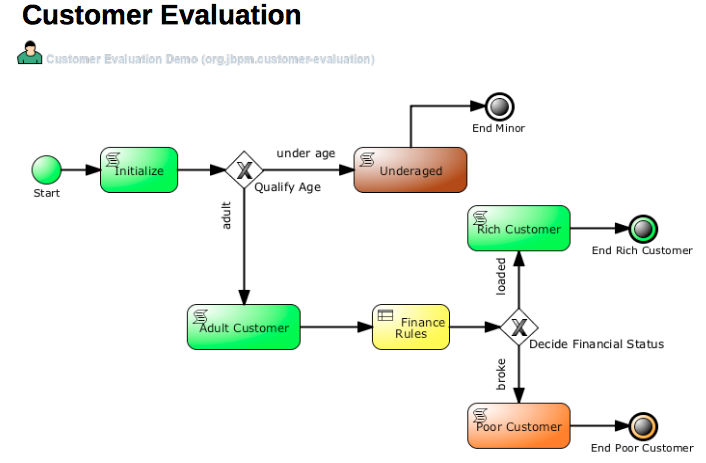 Customer Evaluation
Customer Evaluation Demo (org.jbpm.customer-evaluation)
End Minor
under age
Start
Initialize
Qualify Age
Underaged
adult
Rich Customer
End Rich Customer
loaded
Adult Customer
Finance
Rules
Decide Financial Status
broke
Poor Customer
End Poor Customer